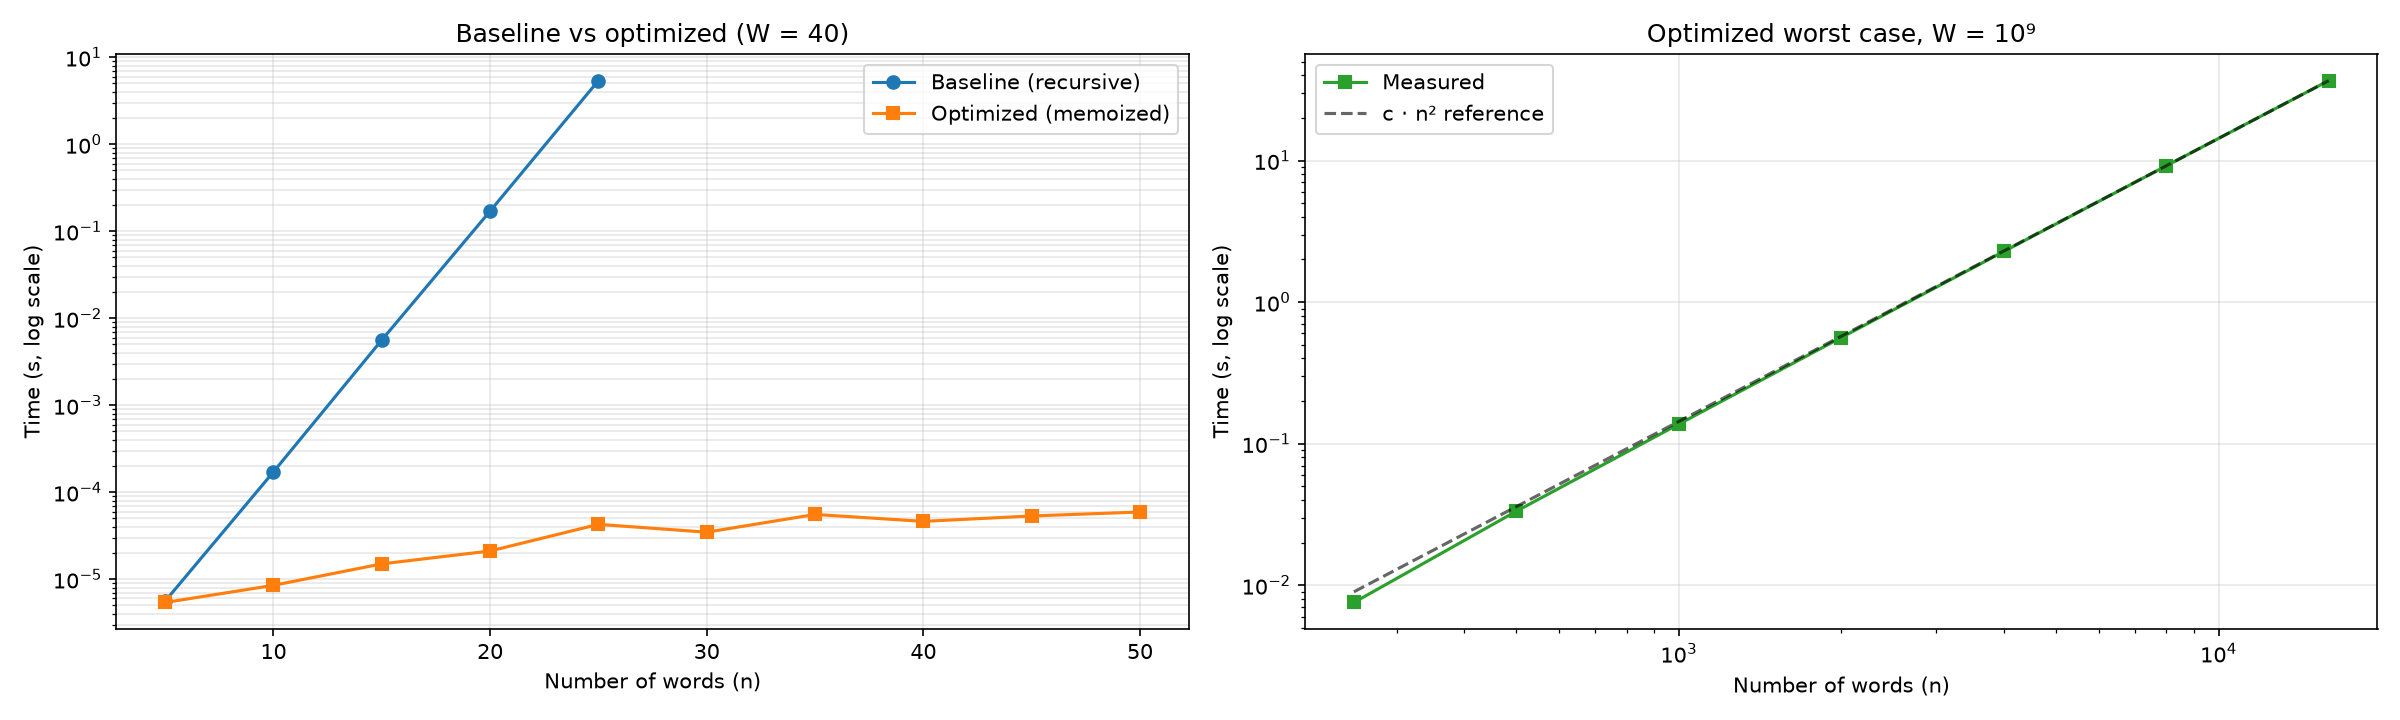 Baseline vs optimized (W = 40)
Time (s, log scale)
10¹
10⁰
10⁻¹
10⁻²
10⁻³
10⁻⁴
10⁻⁵
Baseline (recursive)
Optimized (memoized)
10 20 30 40 50
Number of words (n)
Optimized worst case, W = 10⁹
Time (s, log scale)
10¹
10⁰
10⁻¹
10⁻²
Measured
c · n² reference
10³ 10⁴
Number of words (n)